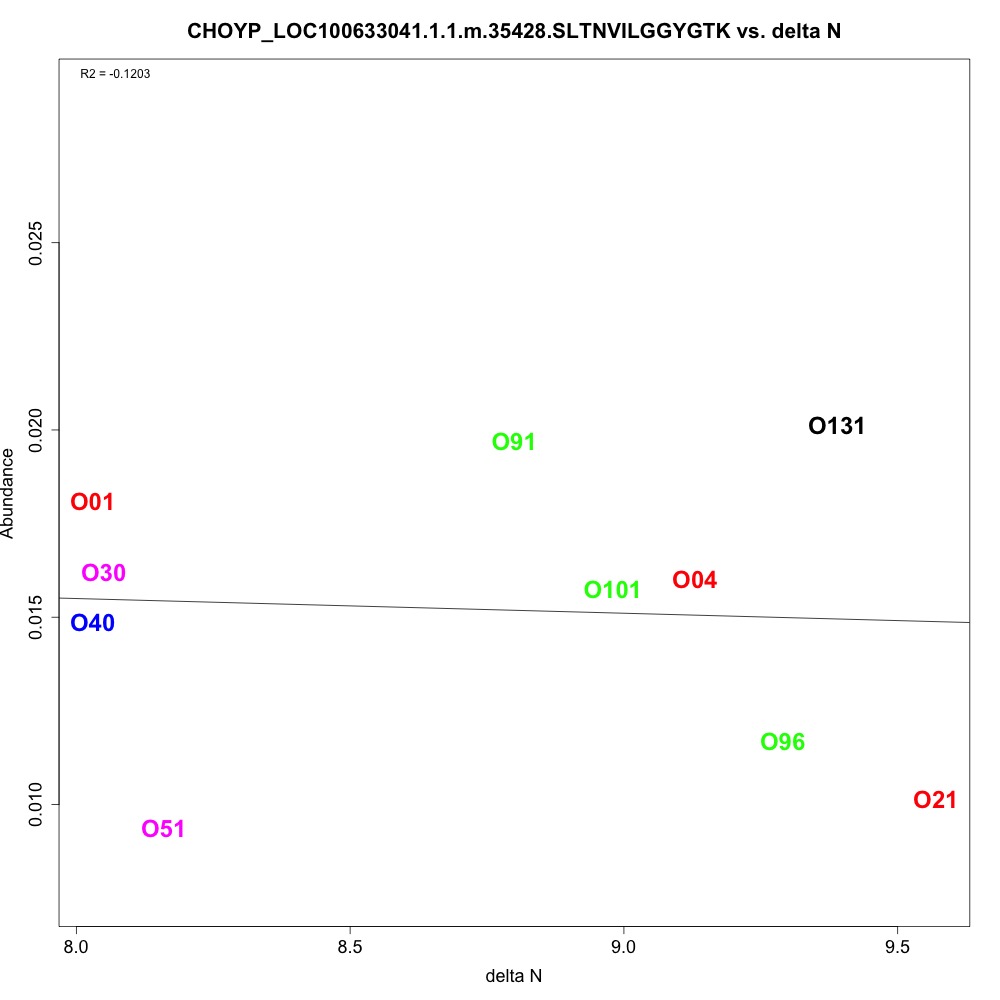 CHOYP_LOC100633041.1.1.m.35428.SLTNVILGGYGTK vs. delta N
R2 = -0.1203
0.025
0.020
0.015
0.010
Abundance
O131
O91
O01
O30
O04
O101
O40
O96
O21
O51
8.0 8.5 9.0 9.5
delta N